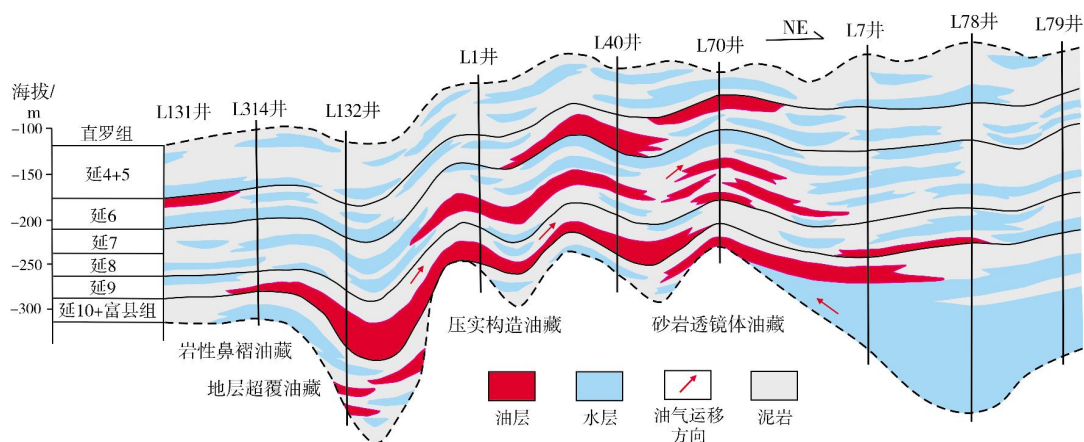 NE
L131井
L314井
L132井
L1井
L40井
L70井
L7井
L78井
L79井
海拔/
m
-100
-150
-200
-250
-300
直罗组
延4+5
延6
延7
延8
延9
延10+富县组
岩性鼻褶油藏
地层超覆油藏
压实构造油藏
砂岩透镜体油藏
油层
水层
油气运移
方向
泥岩